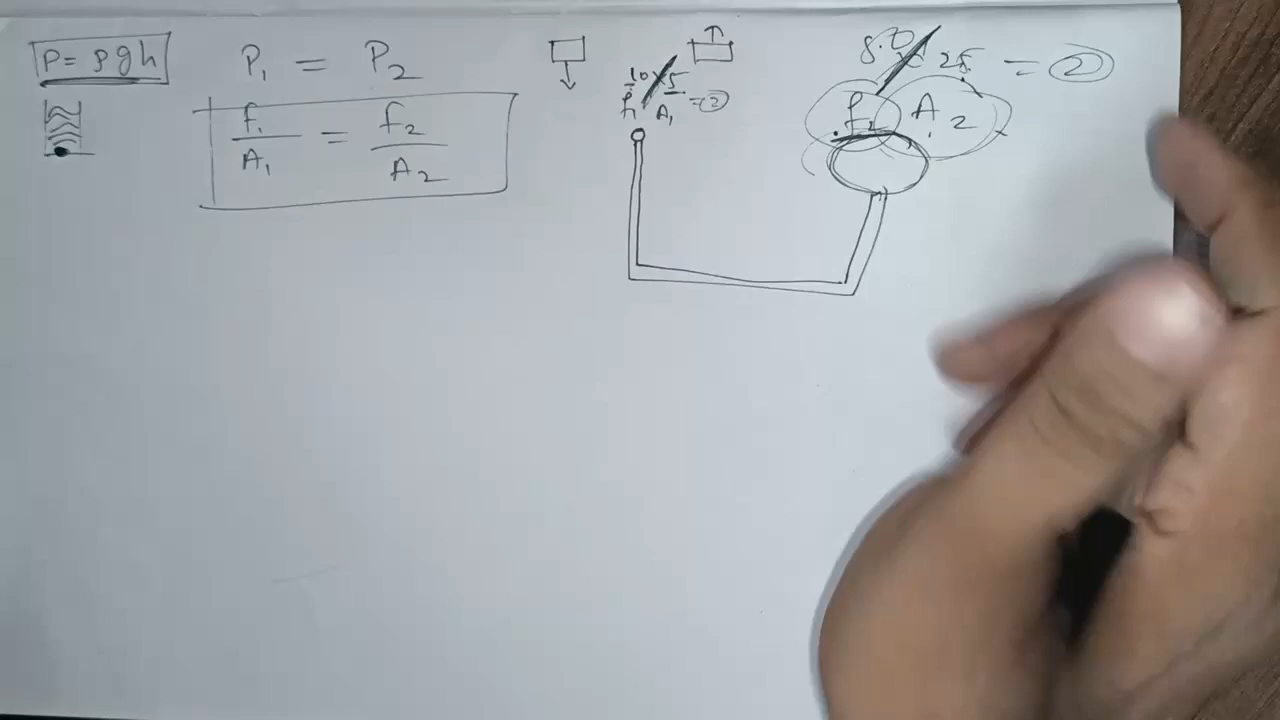 P = ρgh
P₁ = P₂
f₁/A₁ = f₂/A₂
10/f₁ 5/A₁ = 2
50 25 = 2
f₂ A₂